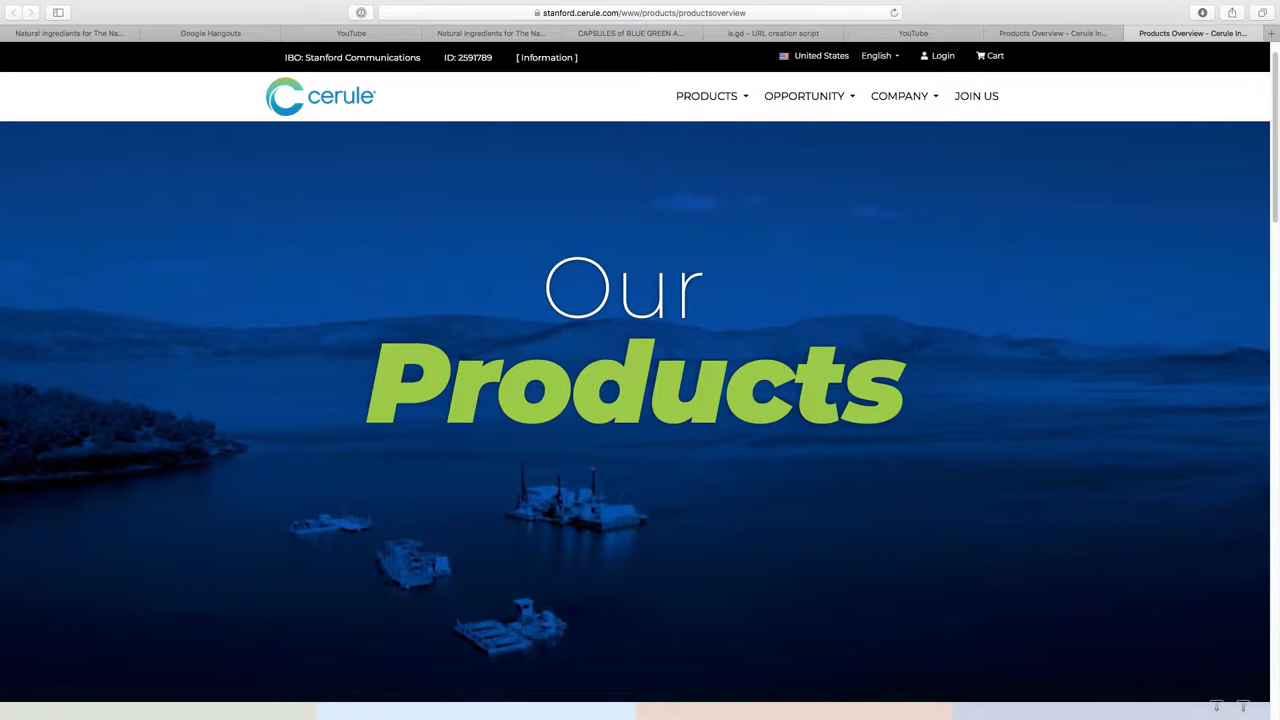 stanford.cerule.com/www/products/productsoverview
Natural Ingredients for The Na...
Google Hangouts
YouTube
Natural Ingredients for The Na...
CAPSULES of BLUE GREEN A...
is.gd - URL creation script
YouTube
Products Overview – Cerule In...
Products Overview - Cerule In...
IBO: Stanford Communications
ID: 2591789
[ Information ]
United States
English
Login
Cart
cerule
PRODUCTS
OPPORTUNITY
COMPANY
JOIN US
Our
Products